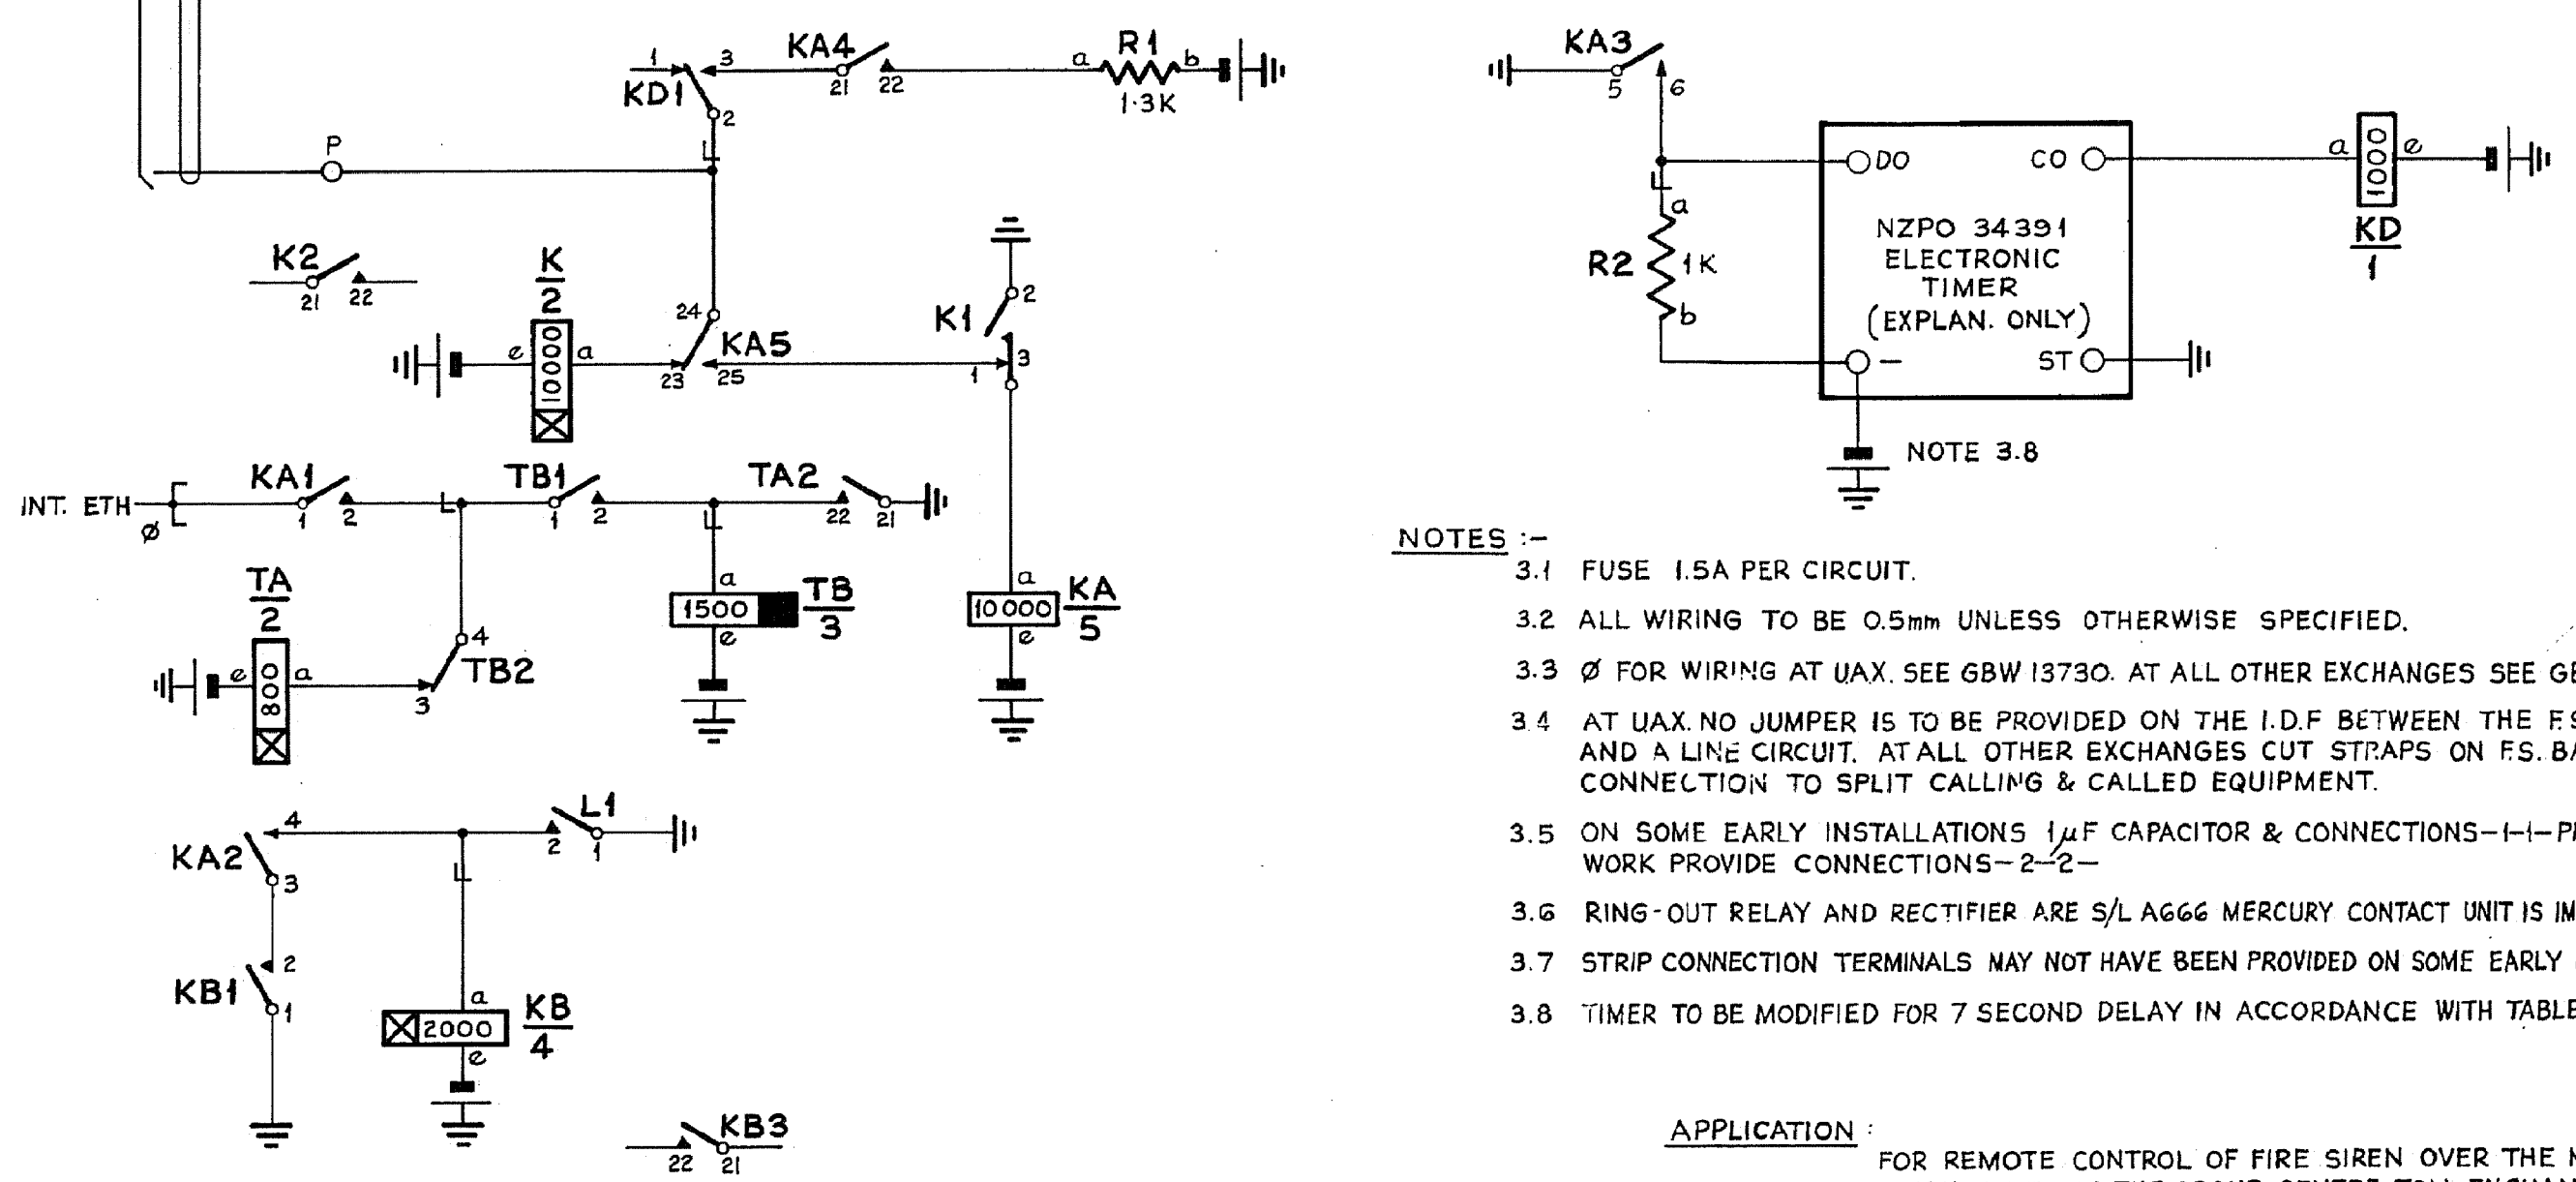 1
3
KA4
21
22
a
R1
b
1·3K
KD1
2
P
KA3
5
6
DO
CO
a
1000
e
KD
1
NZPO 34391
ELECTRONIC
TIMER
(EXPLAN. ONLY)
a
R2
1K
b
—
ST
NOTE 3.8
K2
21
22
K
2
e
10000
a
24
KA5
23
25
K1
2
3
1
INT. ETH
Ø
KA1
1
2
L
TB1
1
2
TA2
22
21
TA
2
e
800
a
4
TB2
3
a
1500
TB
3
e
a
10000
KA
5
e
KA2
4
3
L1
2
1
KB1
2
1
a
2000
KB
4
e
KB3
22
21
NOTES :-
3.1 FUSE 1.5A PER CIRCUIT.
3.2 ALL WIRING TO BE 0.5mm UNLESS OTHERWISE SPECIFIED.
3.3 Ø FOR WIRING AT UAX. SEE GBW 13730. AT ALL OTHER EXCHANGES SEE
3.4 AT UAX. NO JUMPER IS TO BE PROVIDED ON THE I.D.F BETWEEN THE
AND A LINE CIRCUIT. AT ALL OTHER EXCHANGES CUT STRAPS ON F.S.
CONNECTION TO SPLIT CALLING & CALLED EQUIPMENT.
3.5 ON SOME EARLY INSTALLATIONS 1µF CAPACITOR & CONNECTIONS-1-1-
WORK PROVIDE CONNECTIONS-2-2-
3.6 RING-OUT RELAY AND RECTIFIER ARE S/L A666 MERCURY CONTACT UNIT IS
3.7 STRIP CONNECTION TERMINALS MAY NOT HAVE BEEN PROVIDED ON SOME EARLY
3.8 TIMER TO BE MODIFIED FOR 7 SECOND DELAY IN ACCORDANCE WITH TABLE
APPLICATION :
FOR REMOTE CONTROL OF FIRE SIREN OVER THE